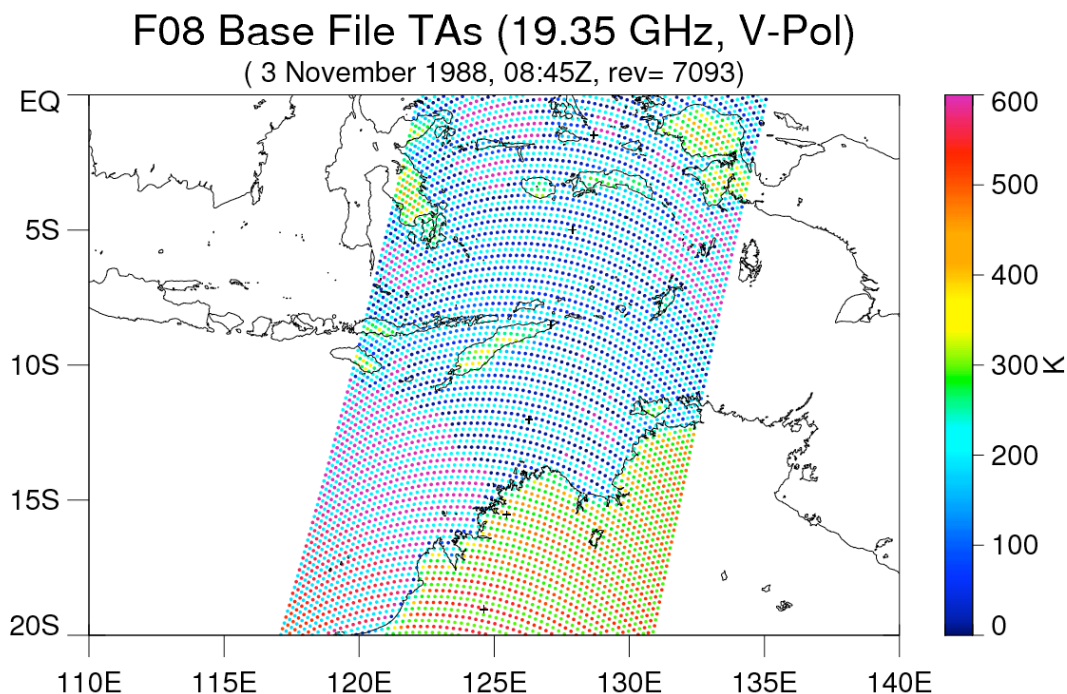 F08 Base File TAs (19.35 GHz, V-Pol)
( 3 November 1988, 08:45Z, rev= 7093)
EQ
5S
10S
15S
20S
110E
115E
120E
125E
130E
135E
140E
600
500
400
300
200
100
0
K